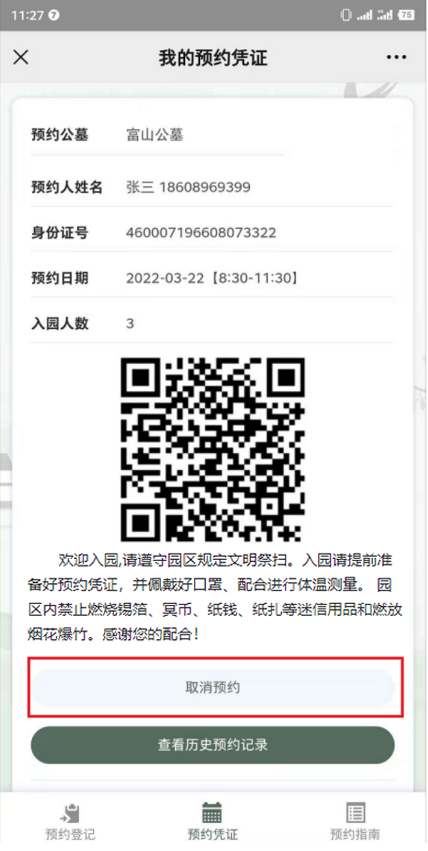 11:27
75
我的预约凭证
预约公墓 富山公墓
预约人姓名 张三 18608969399
身份证号 460007196608073322
预约日期 2022-03-22【8:30-11:30】
入园人数 3
欢迎入园,请遵守园区规定文明祭扫。入园请提前准
备好预约凭证，并佩戴好口罩、配合进行体温测量。 园
区内禁止燃烧锡箔、冥币、纸钱、纸扎等迷信用品和燃放
烟花爆竹。感谢您的配合！
取消预约
查看历史预约记录
预约登记 预约凭证 预约指南